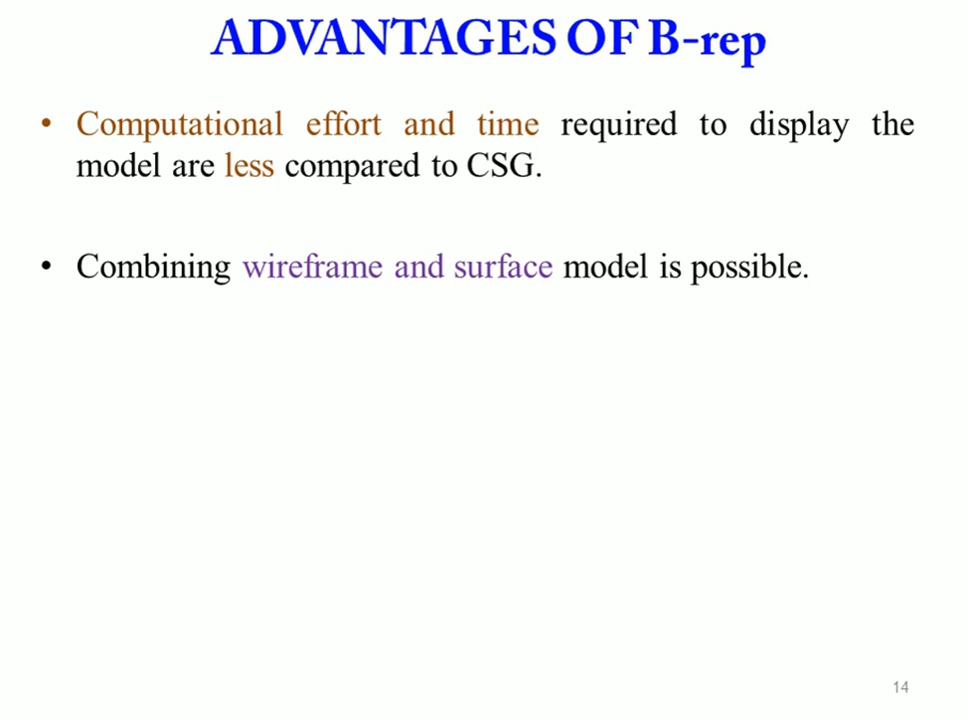 ADVANTAGES OF B-rep
• Computational effort and time required to display the
model are less compared to CSG.
• Combining wireframe and surface model is possible.
14